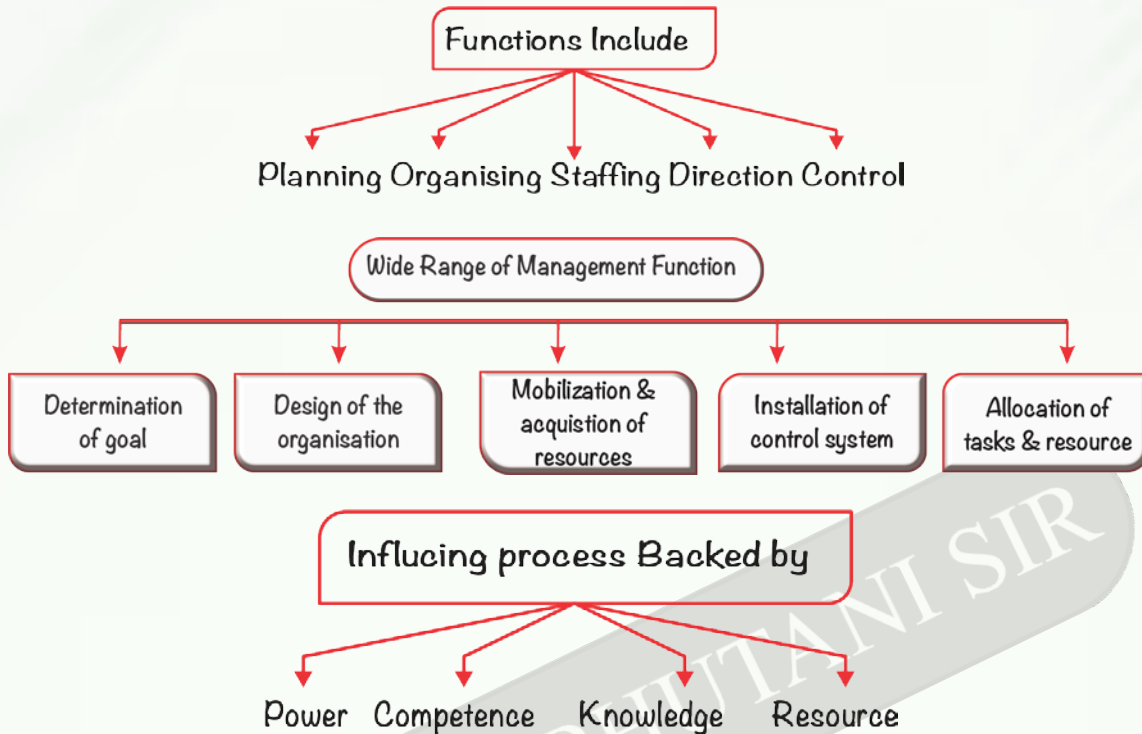 Functions Include
Planning Organising Staffing Direction Control
Wide Range of Management Function
Determination
of goal
Design of the
organisation
Mobilization &
acquistion of
resources
Installation of
control system
Allocation of
tasks & resource
Influcing process Backed by
Power Competence Knowledge Resource
HUTANI SIR